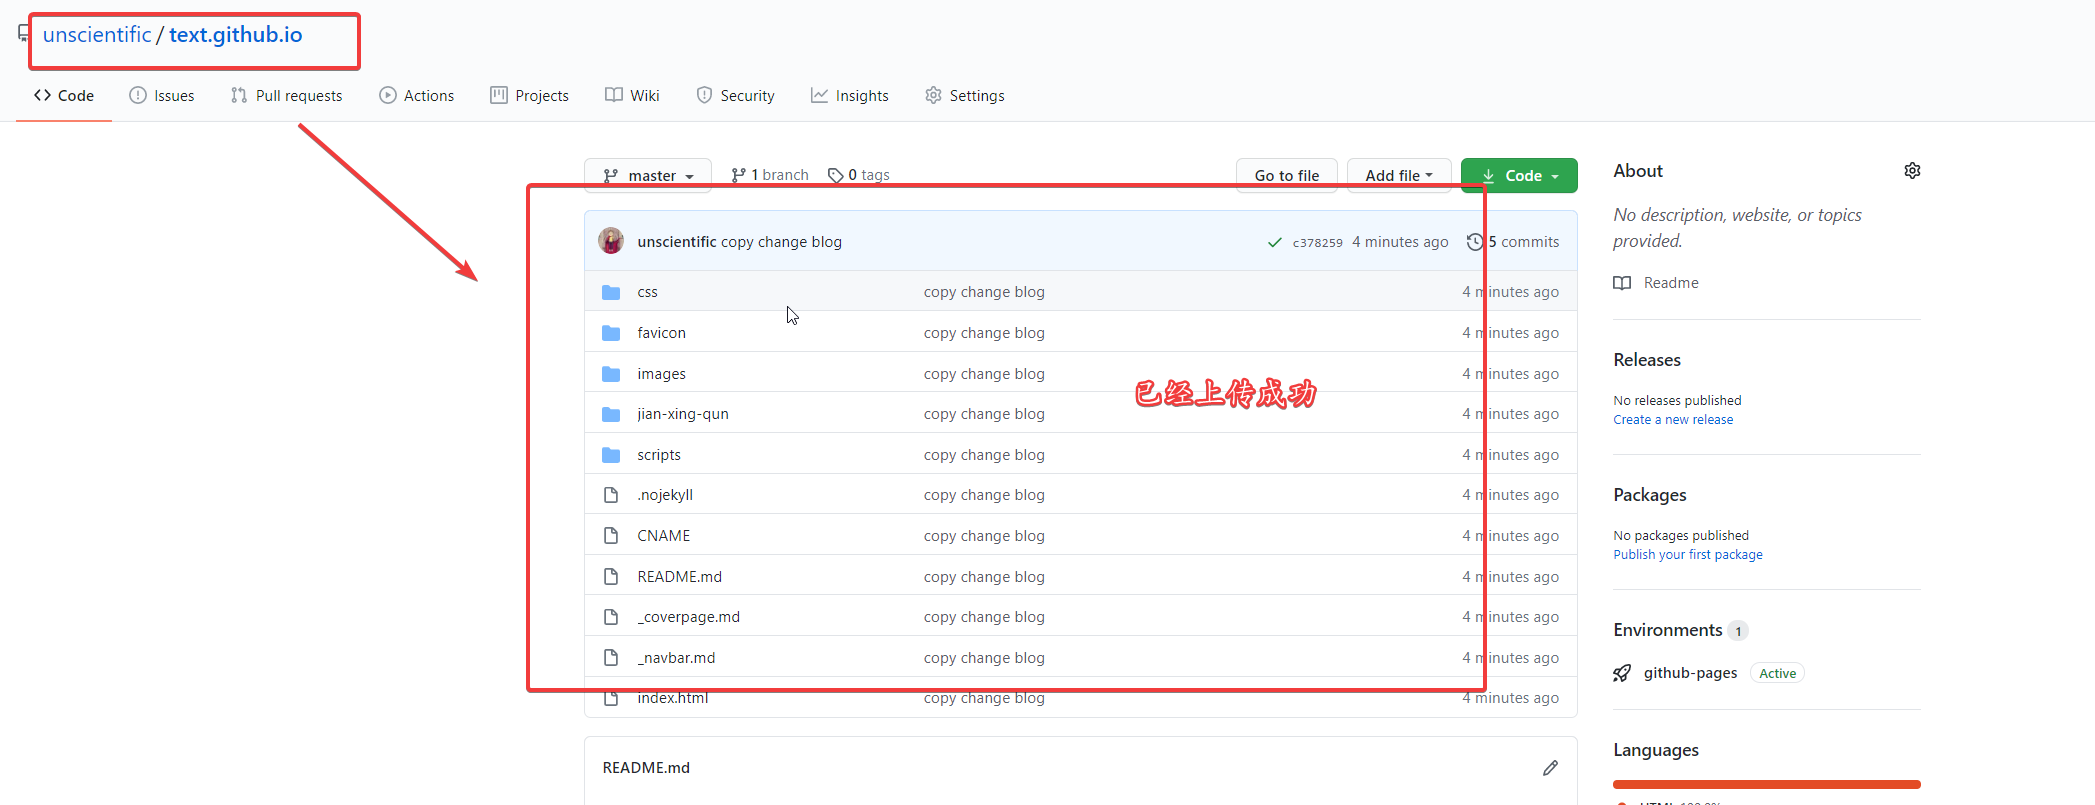 unscientific / text.github.io
Code Issues Pull requests Actions Projects Wiki Security Insights Settings
master 1 branch 0 tags Go to file Add file Code
unscientific copy change blog c378259 4 minutes ago 5 commits
css copy change blog 4 minutes ago
favicon copy change blog 4 minutes ago
images copy change blog 4 minutes ago
jian-xing-qun copy change blog 4 minutes ago
scripts copy change blog 4 minutes ago
.nojekyll copy change blog 4 minutes ago
CNAME copy change blog 4 minutes ago
README.md copy change blog 4 minutes ago
_coverpage.md copy change blog 4 minutes ago
_navbar.md copy change blog 4 minutes ago
index.html copy change blog 4 minutes ago
已经上传成功
README.md
About
No description, website, or topics
provided.
Readme
Releases
No releases published
Create a new release
Packages
No packages published
Publish your first package
Environments 1
github-pages Active
Languages